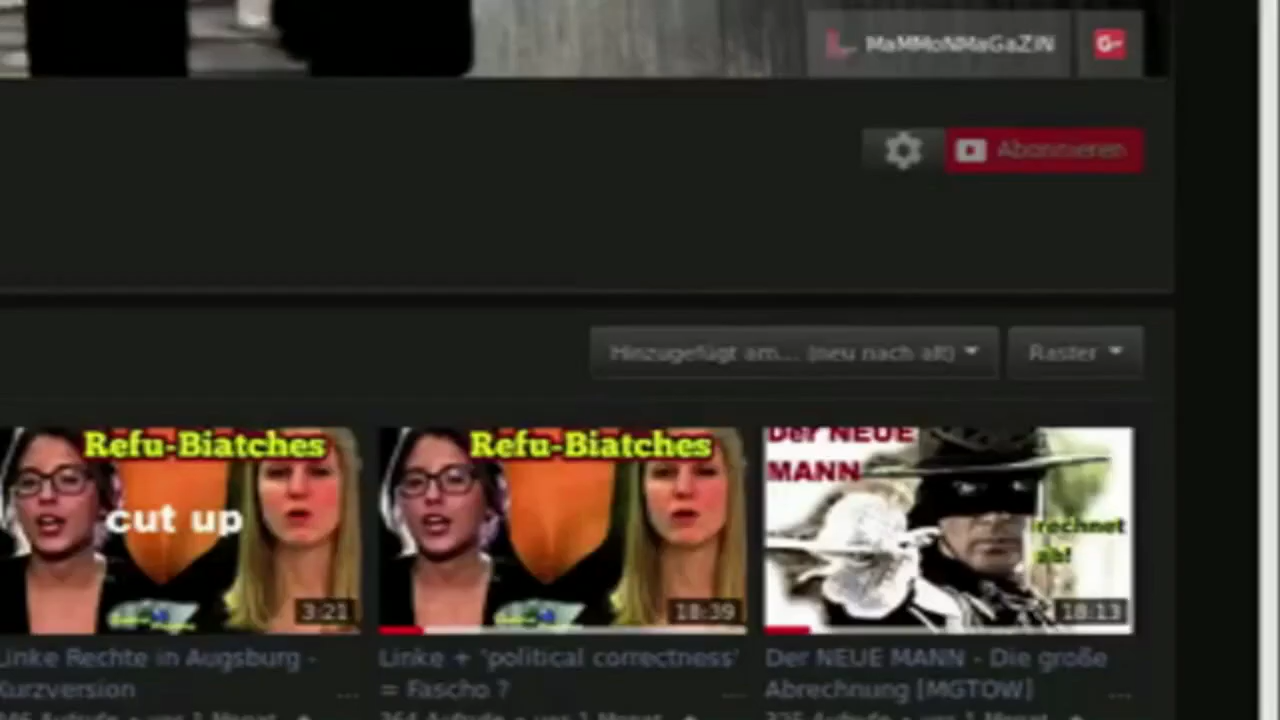 MaMMoNMaGaZiN
G+
Abonnieren
Hinzugefügt am... (neu nach alt)
Raster
Refu-Biatches
cut up
3:21
Refu-Biatches
18:39
Der NEUE
MANN
rechnet
ab!
18:13
Linke Rechte in Augsburg -
Kurzversion
...
Linke + 'political correctness'
= Fascho ?
...
Der NEUE MANN - Die große
Abrechnung [MGTOW]
...